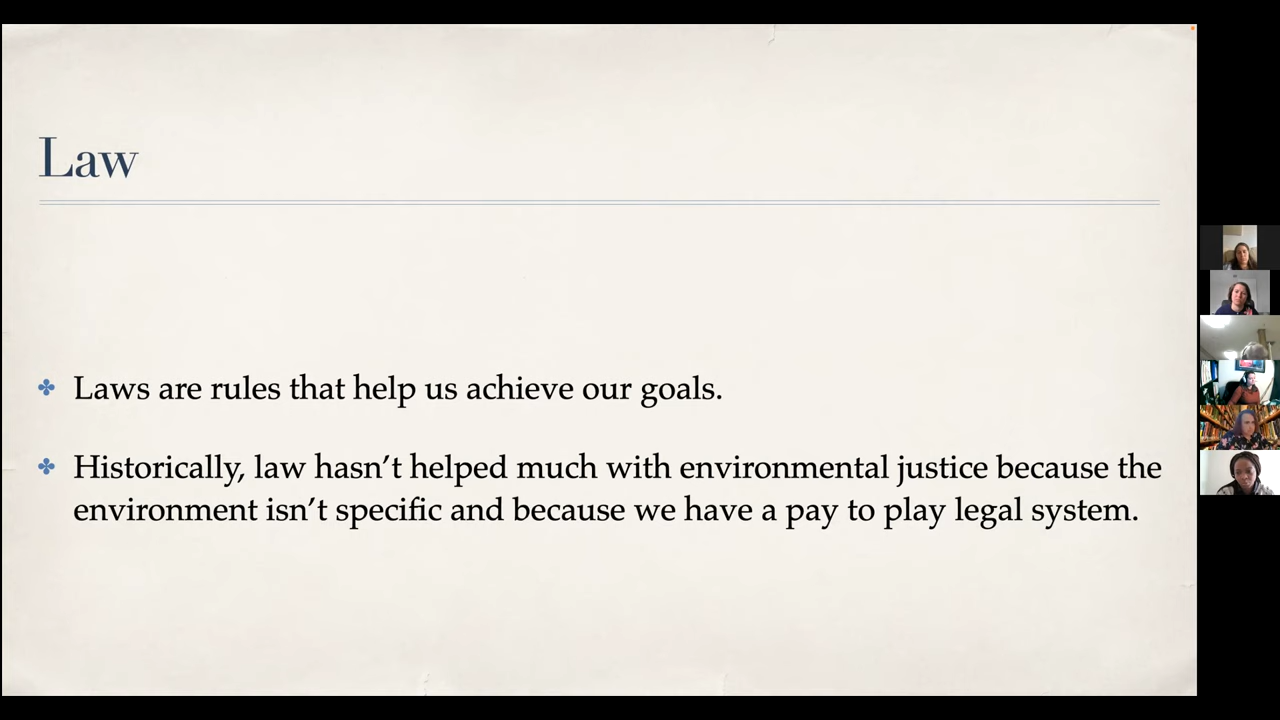 Law
Laws are rules that help us achieve our goals.
Historically, law hasn’t helped much with environmental justice because the
environment isn’t specific and because we have a pay to play legal system.